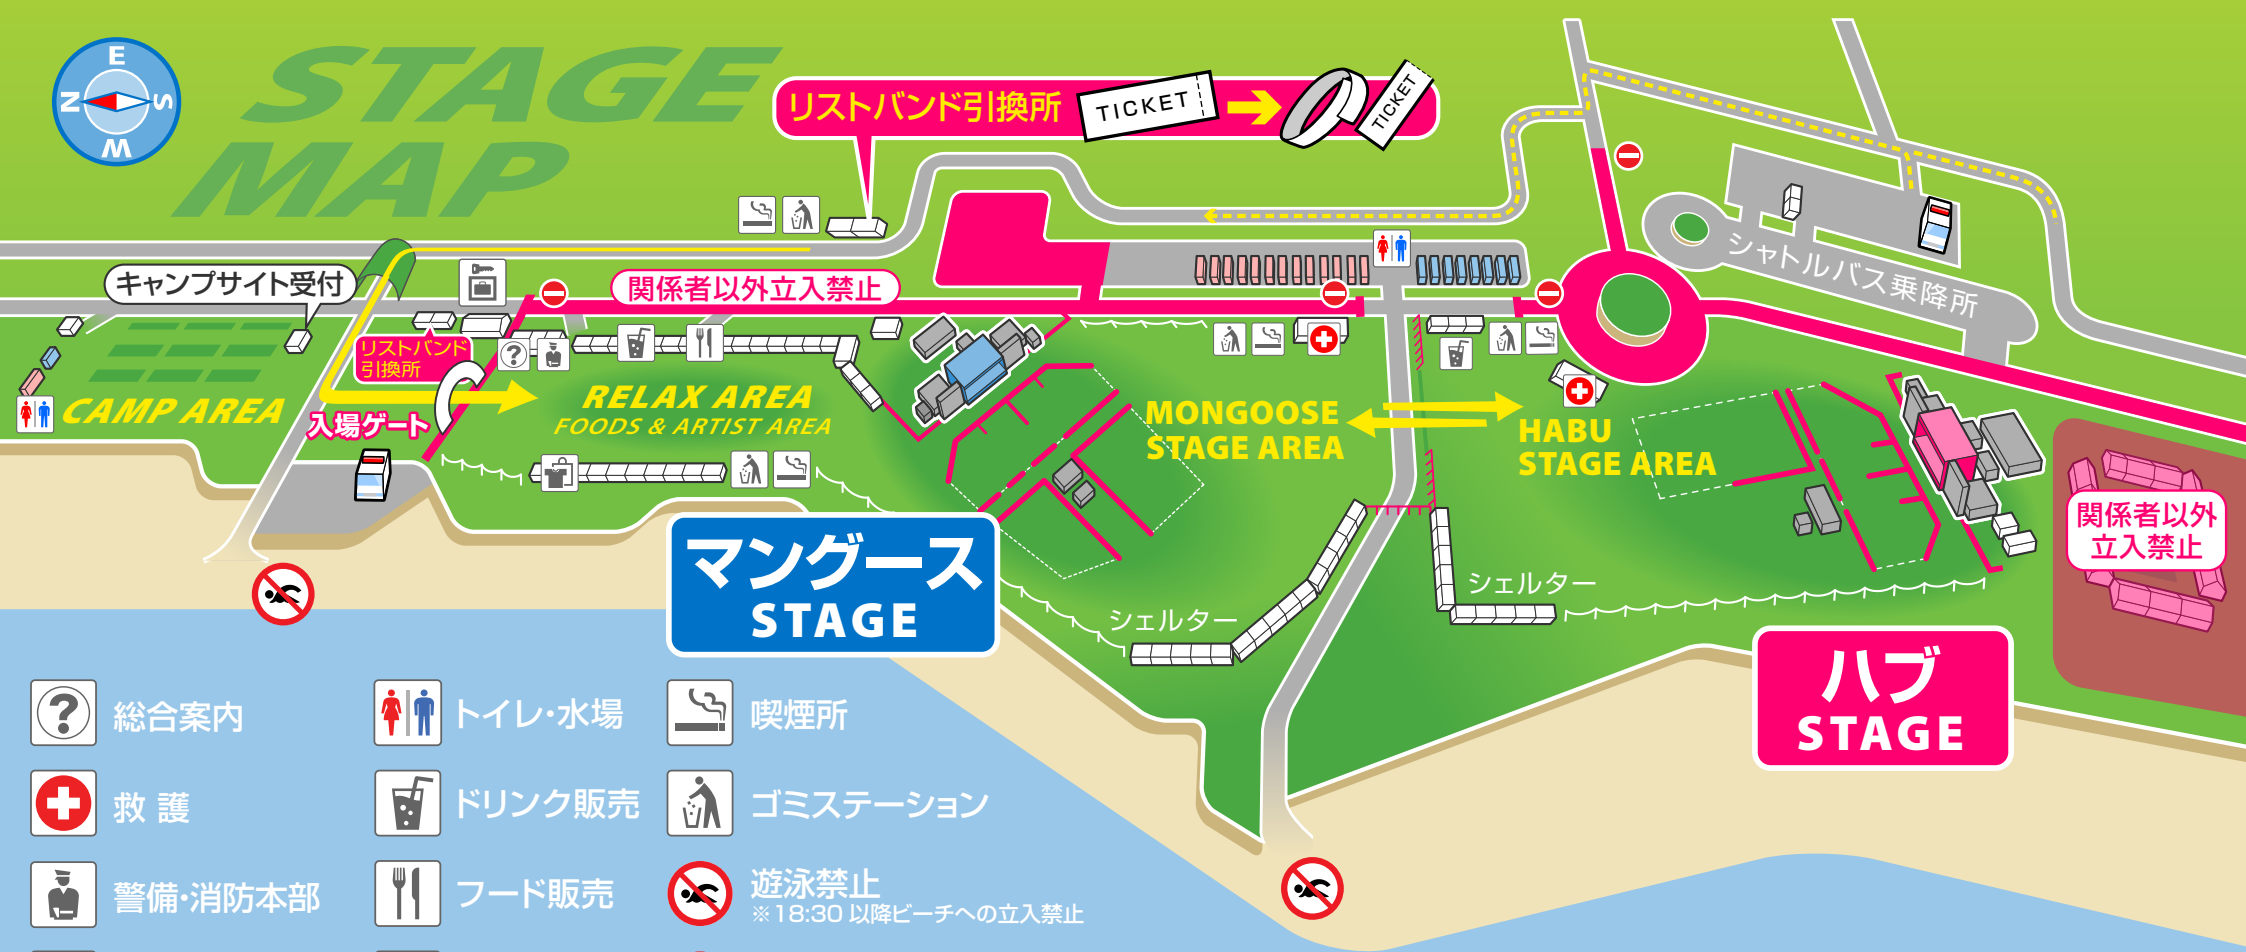 E
N
S
W
STAGE
MAP
リストバンド引換所
TICKET
TICKET
キャンプサイト受付
関係者以外立入禁止
シャトルバス乗降所
リストバンド
引換所
CAMP AREA
入場ゲート
RELAX AREA
FOODS & ARTIST AREA
MONGOOSE
STAGE AREA
HABU
STAGE AREA
関係者以外
立入禁止
マングース
STAGE
シェルター
シェルター
ハブ
STAGE
?
?
総合案内
トイレ・水場
喫煙所
救 護
ドリンク販売
ゴミステーション
警備・消防本部
フード販売
遊泳禁止
※18:30 以降ビーチへの立入禁止